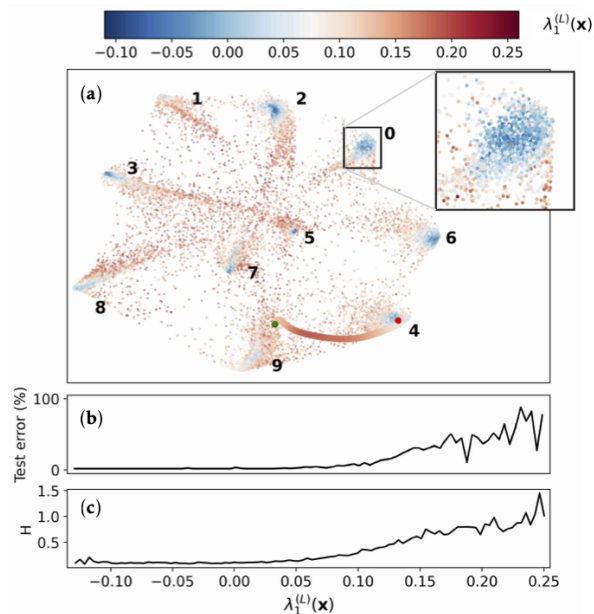 −0.10 −0.05 0.00 0.05 0.10 0.15 0.20 0.25 λ₁⁽ᴸ⁾(x)
(a)
1 2
0
3
5 6
7
8
4
9
100
(b)
0
Test error (%)
1.5
(c)
1.0
0.5
H
−0.10 −0.05 0.00 0.05 0.10 0.15 0.20 0.25
λ₁⁽ᴸ⁾(x)